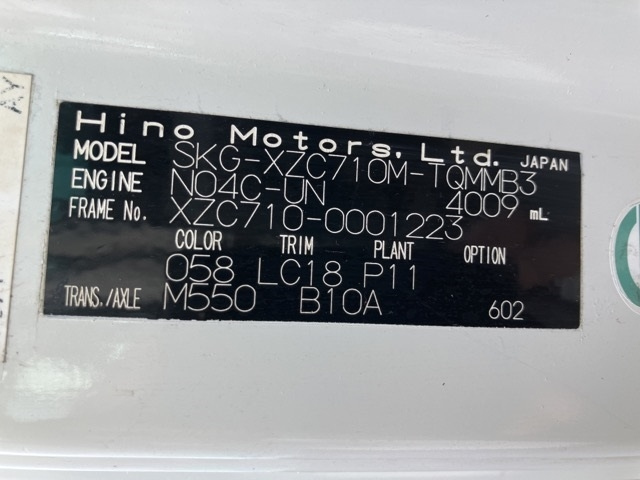 Hino Motors, Ltd. JAPAN
MODEL SKG-XZC710M-TQMMB3
ENGINE N04C-UN 4009 mL
FRAME No. XZC710-0001223
COLOR TRIM PLANT OPTION
058 LC18 P11
TRANS./AXLE M550 B10A 602